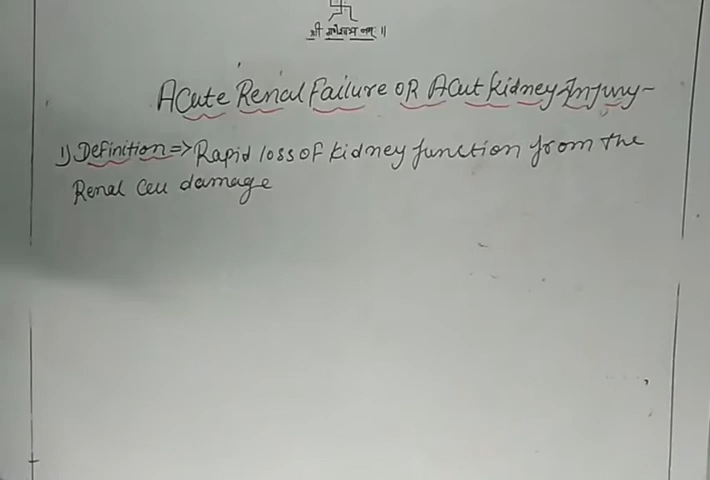 श्री गणेशाय नमः ॥
Acute Renal Failure OR Acut Kidney Injury-
1) Definition => Rapid loss of kidney function from the
Renal Cell damage